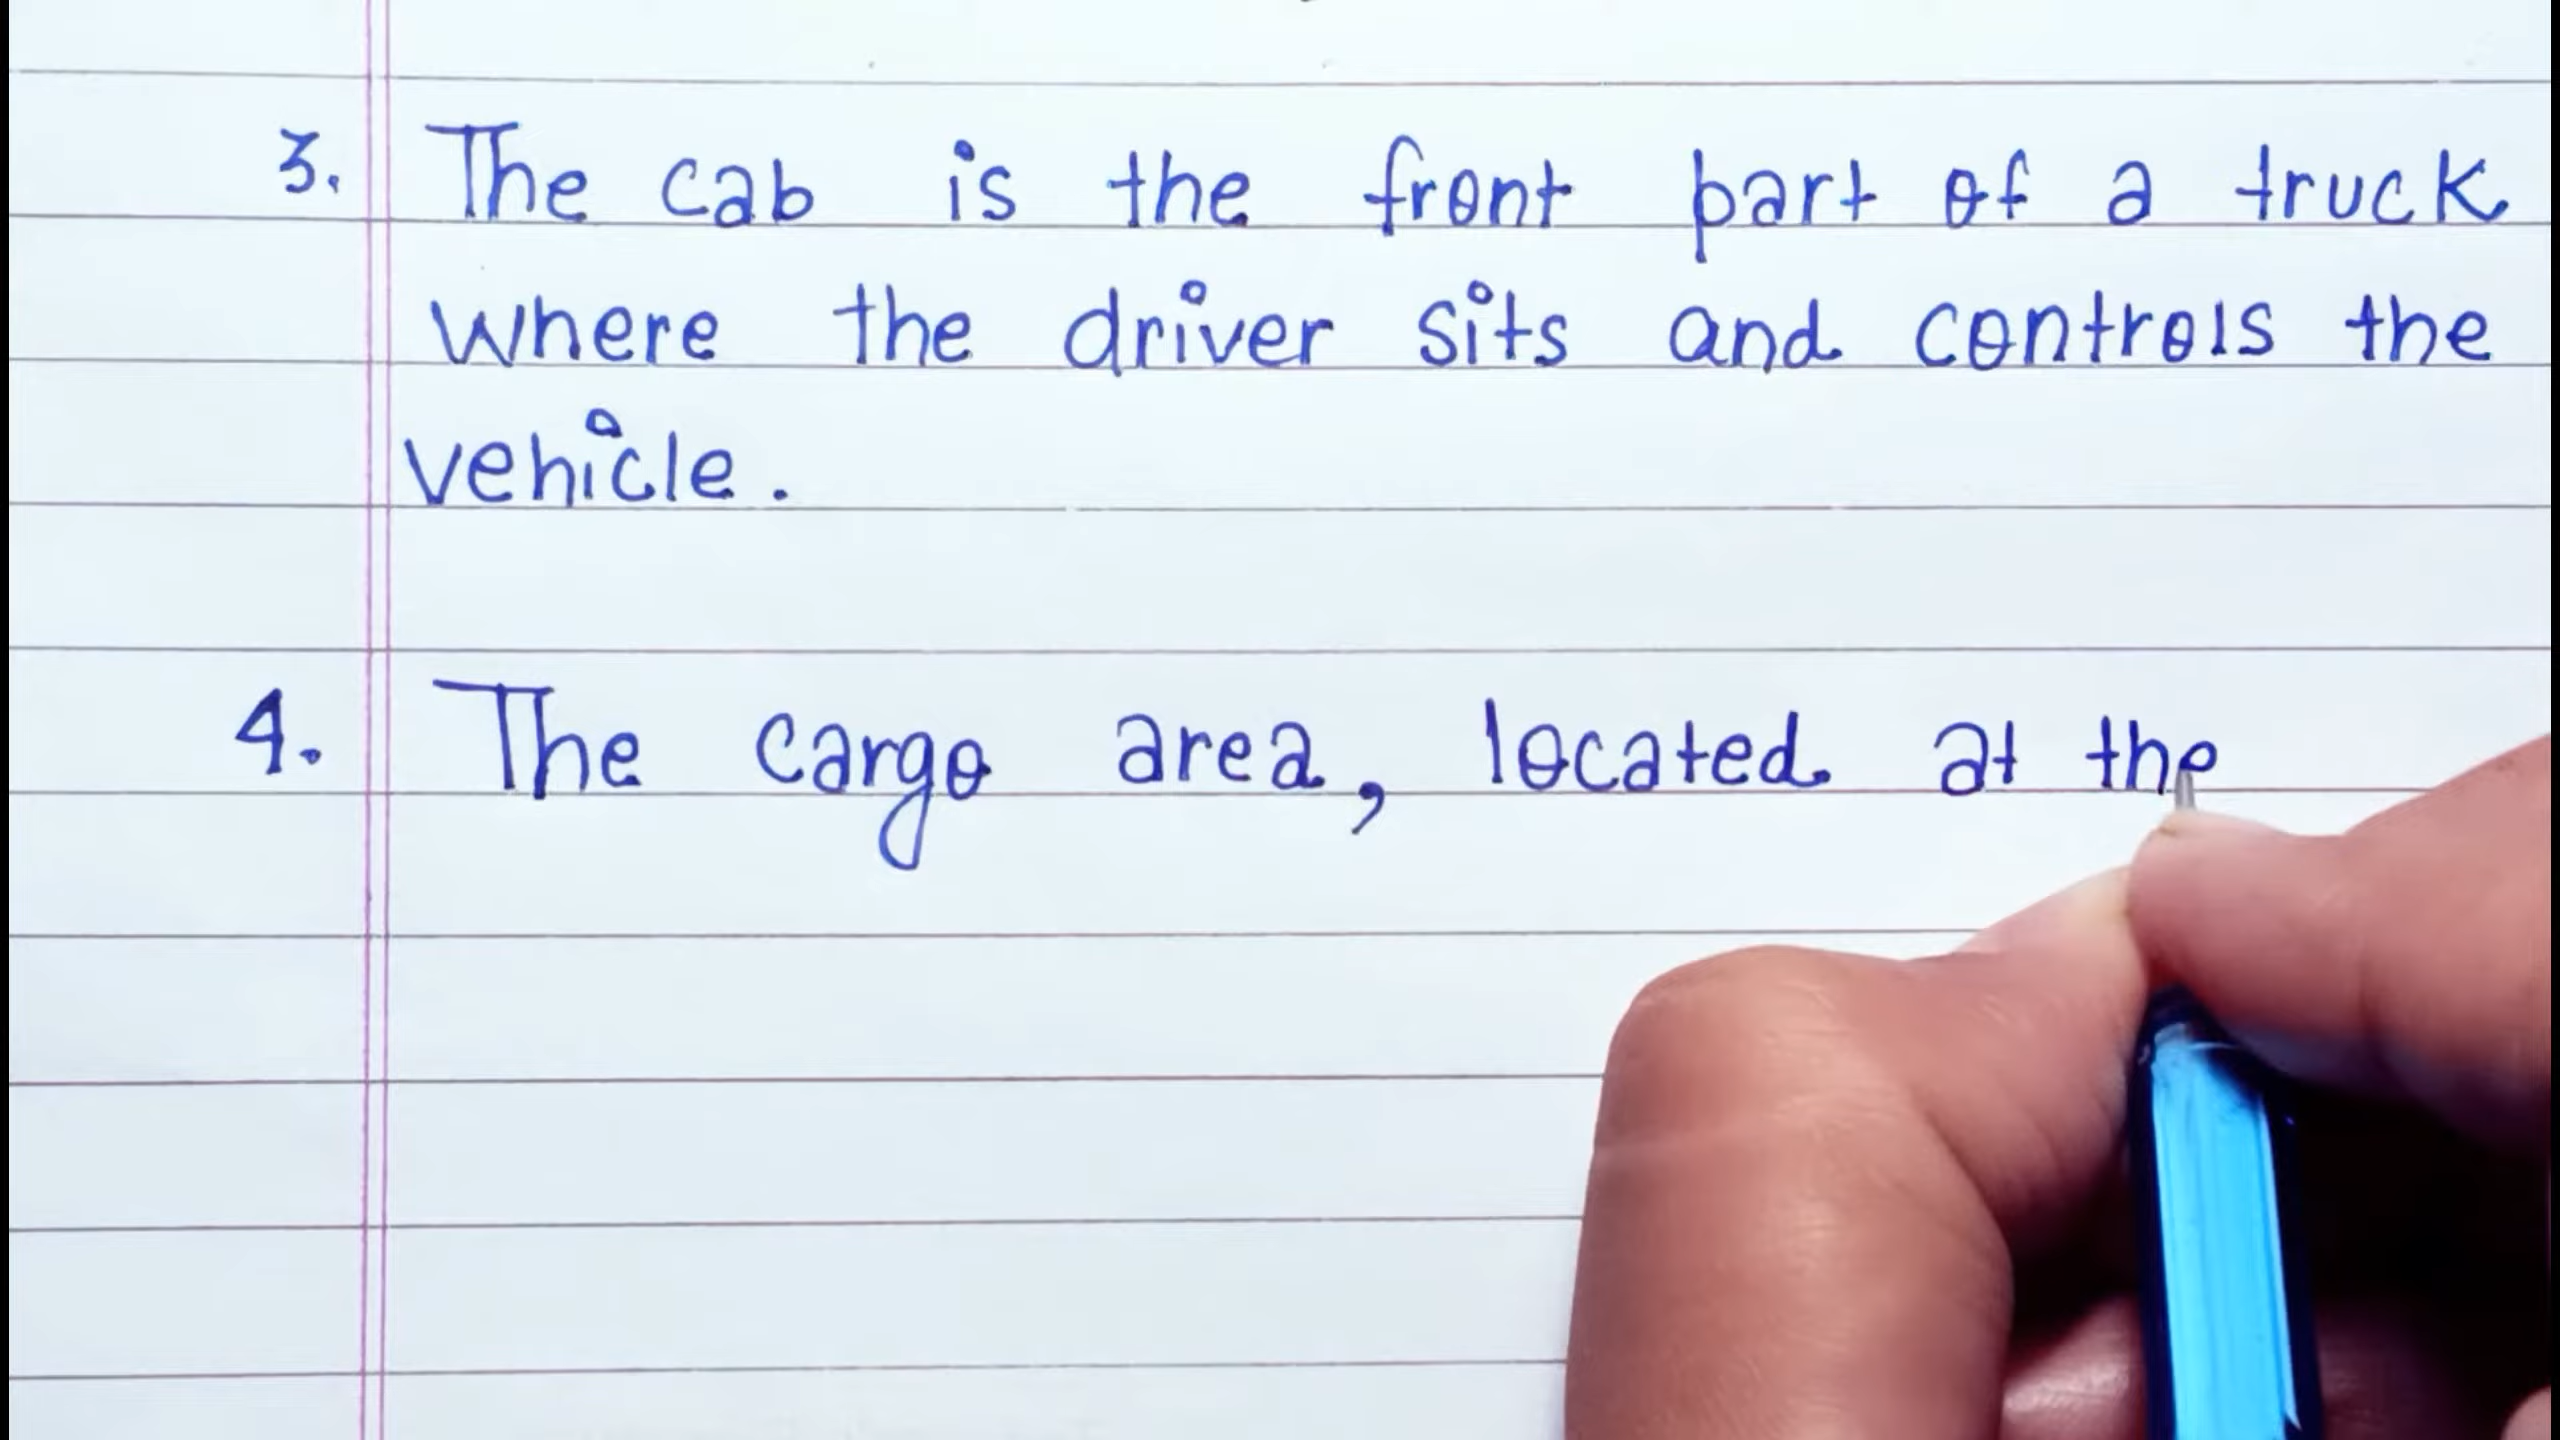 3. The cab is the front part of a truck
where the driver sits and controls the
vehicle.
4. The cargo area, located at the